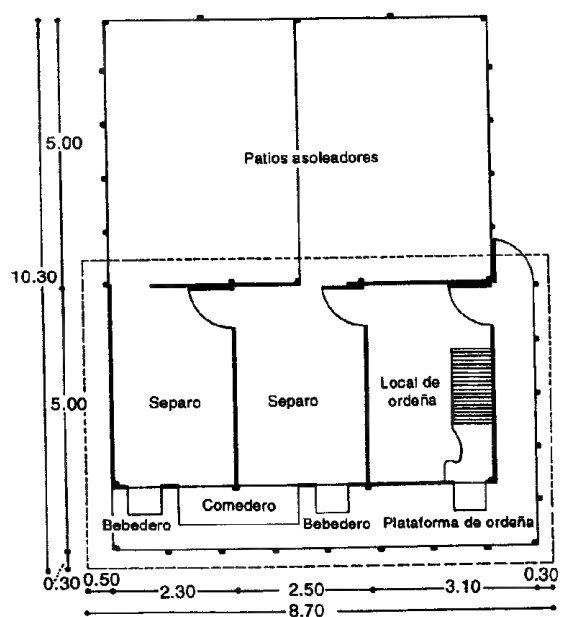 5.00
Patios asoleadores
10.30
5.00
Separo
Separo
Local de
ordeña
Bebedero
Comedero
Bebedero
Plataforma de ordeña
0.30
0.50
2.30
2.50
3.10
0.30
8.70